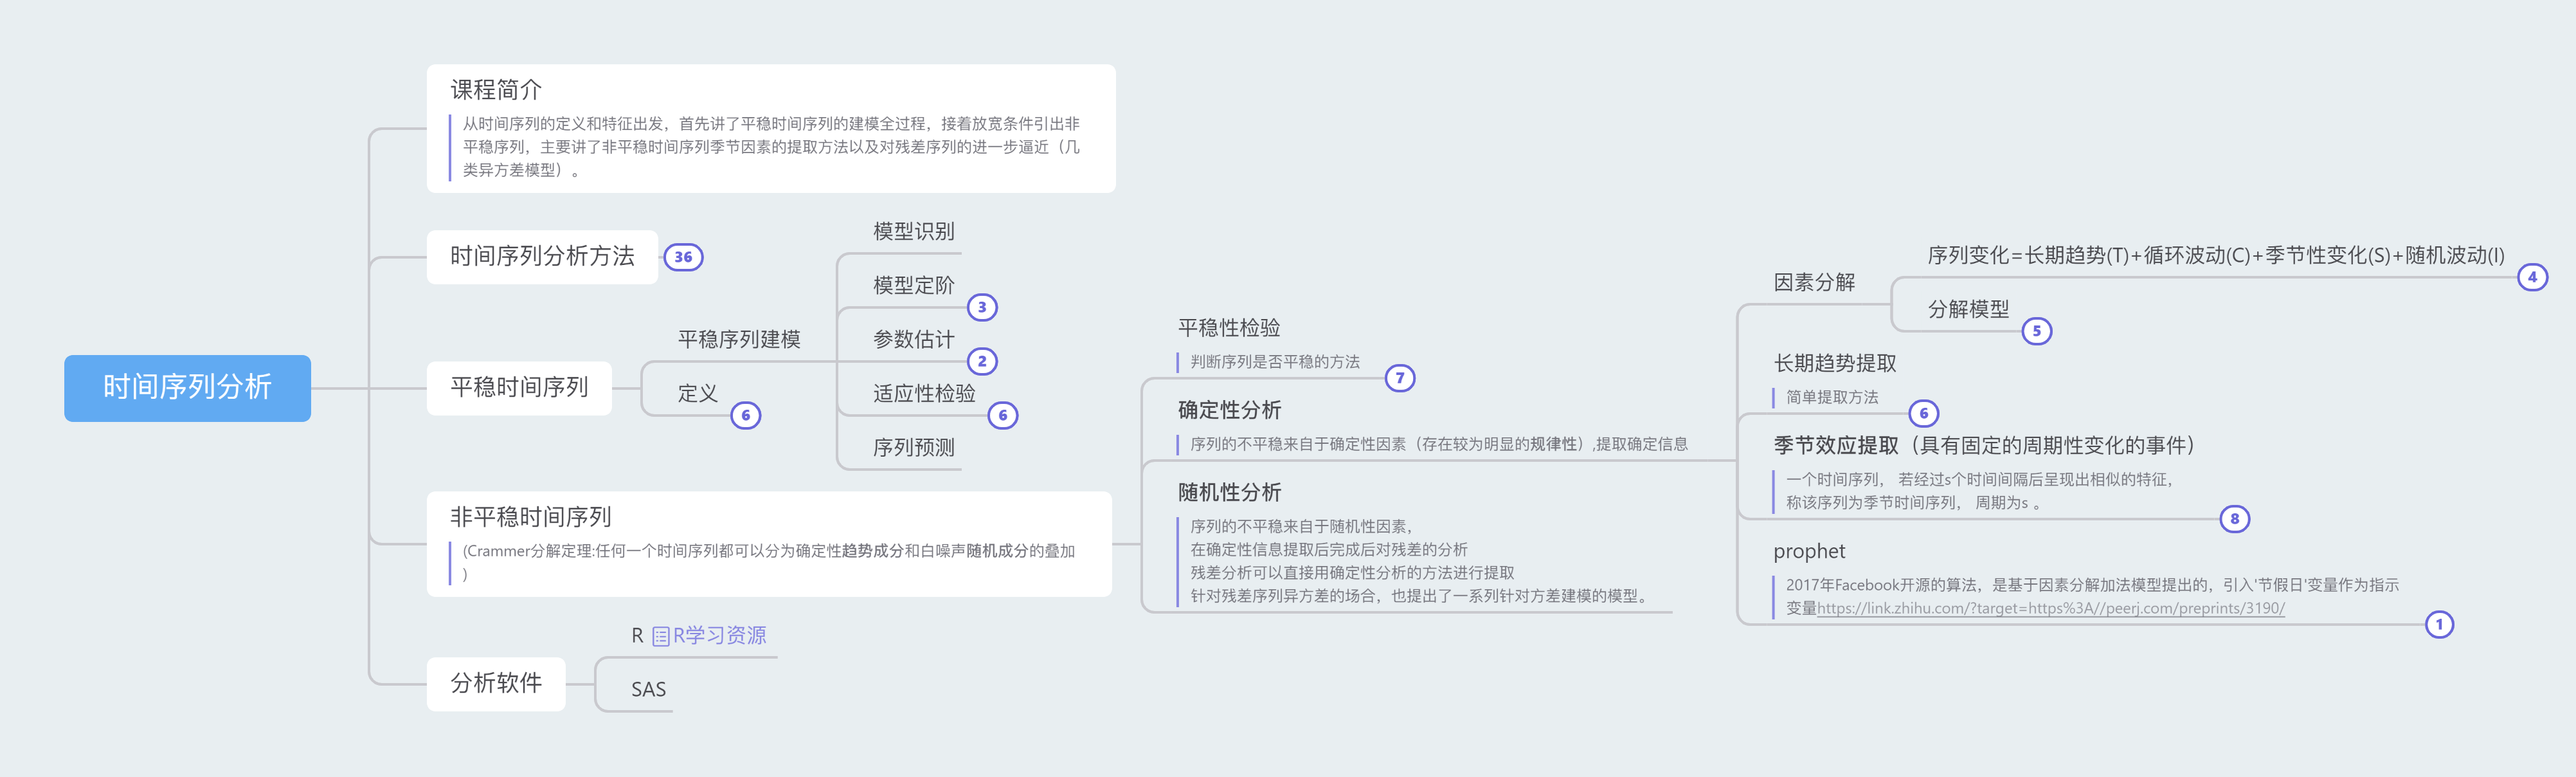 时间序列分析
课程简介
从时间序列的定义和特征出发，首先讲了平稳时间序列的建模全过程，接着放宽条件引出非
平稳序列，主要讲了非平稳时间序列季节因素的提取方法以及对残差序列的进一步逼近（几
类异方差模型）。
时间序列分析方法
36
平稳时间序列
平稳序列建模
模型识别
模型定阶
3
参数估计
2
适应性检验
6
序列预测
定义
6
非平稳时间序列
(Crammer分解定理:任何一个时间序列都可以分为确定性趋势成分和白噪声随机成分的叠加
)
平稳性检验
判断序列是否平稳的方法
7
确定性分析
序列的不平稳来自于确定性因素（存在较为明显的规律性）,提取确定信息
因素分解
序列变化=长期趋势(T)+循环波动(C)+季节性变化(S)+随机波动(I)
4
分解模型
5
长期趋势提取
简单提取方法
6
季节效应提取（具有固定的周期性变化的事件）
一个时间序列， 若经过s个时间间隔后呈现出相似的特征，
称该序列为季节时间序列， 周期为s 。
8
prophet
2017年Facebook开源的算法，是基于因素分解加法模型提出的，引入'节假日'变量作为指示
变量https://link.zhihu.com/?target=https%3A//peerj.com/preprints/3190/
1
随机性分析
序列的不平稳来自于随机性因素，
在确定性信息提取后完成后对残差的分析
残差分析可以直接用确定性分析的方法进行提取
针对残差序列异方差的场合，也提出了一系列针对方差建模的模型。
分析软件
R R学习资源
SAS